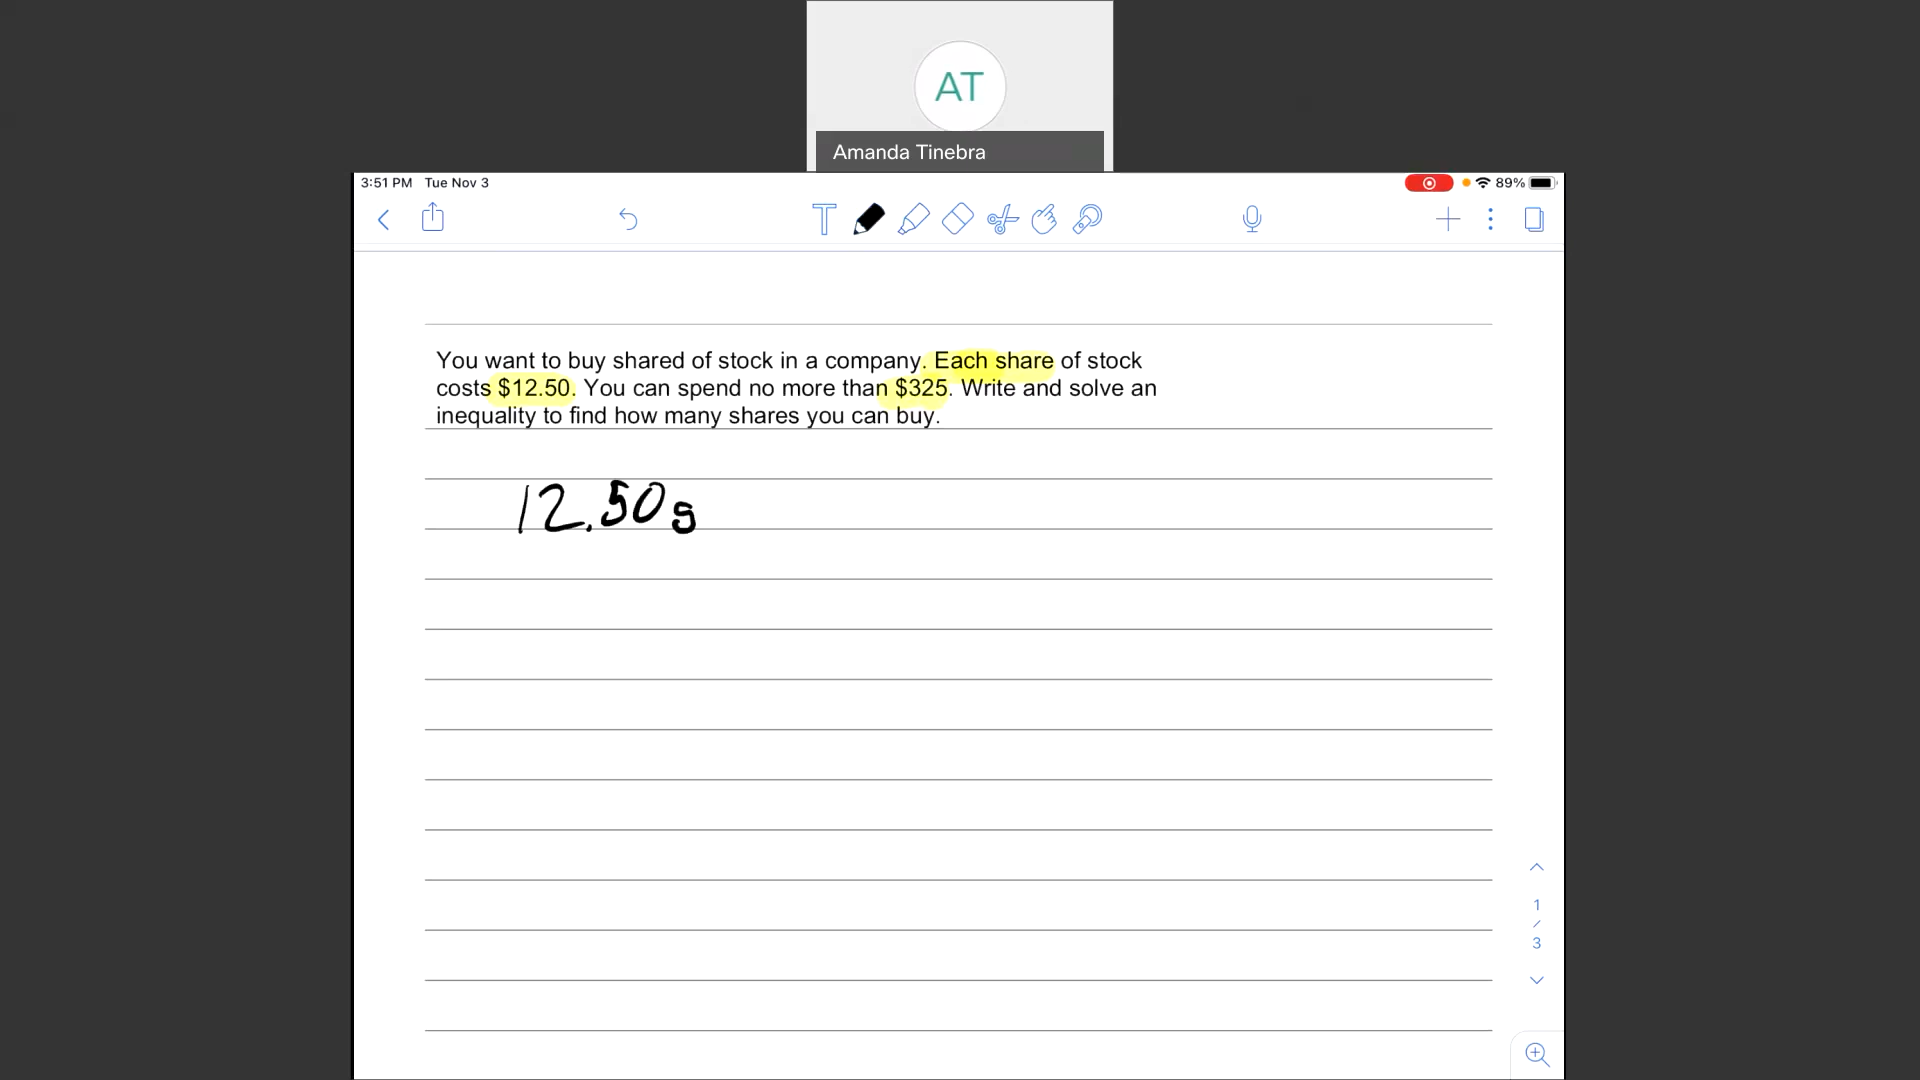 AT
Amanda Tinebra
3:51 PM Tue Nov 3
89%
T
You want to buy shared of stock in a company. Each share of stock
costs $12.50. You can spend no more than $325. Write and solve an
inequality to find how many shares you can buy.
12.50s
1
/
3